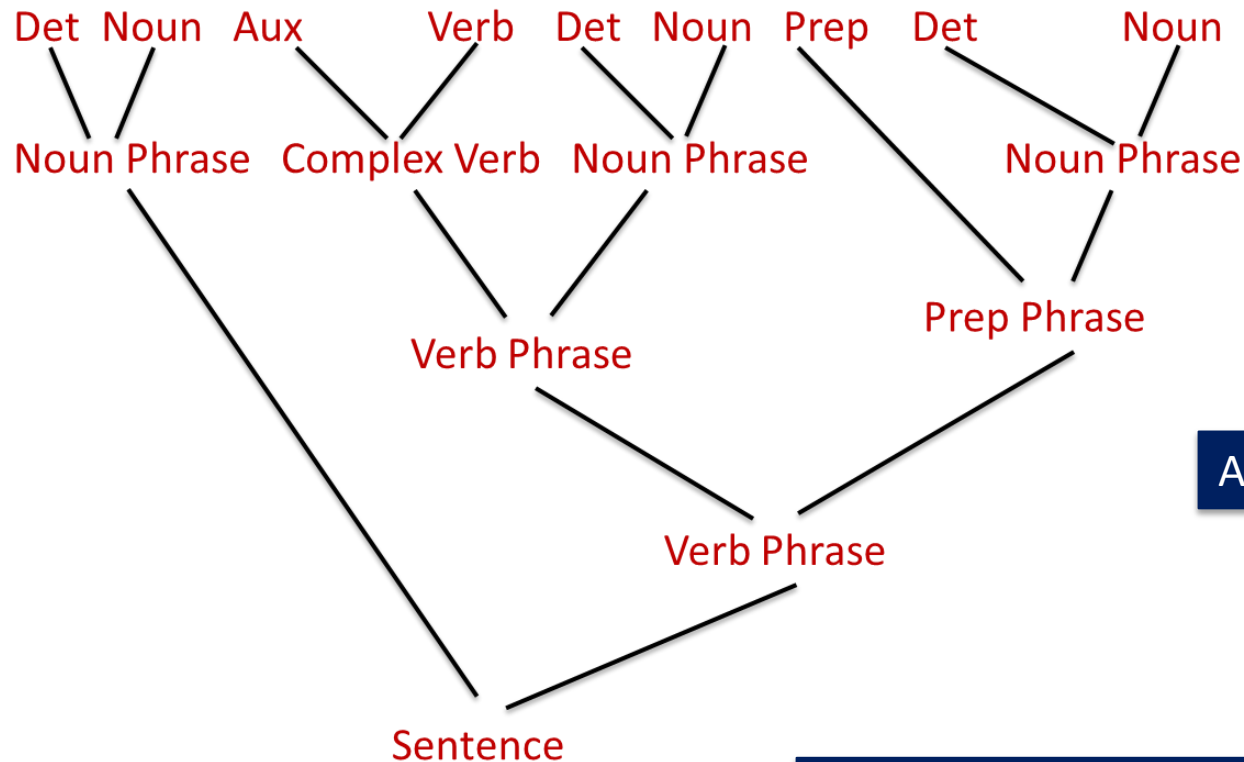 Det Noun Aux Verb Det Noun Prep Det Noun
Noun Phrase Complex Verb Noun Phrase Noun Phrase
Prep Phrase
Verb Phrase
A
Verb Phrase
Sentence